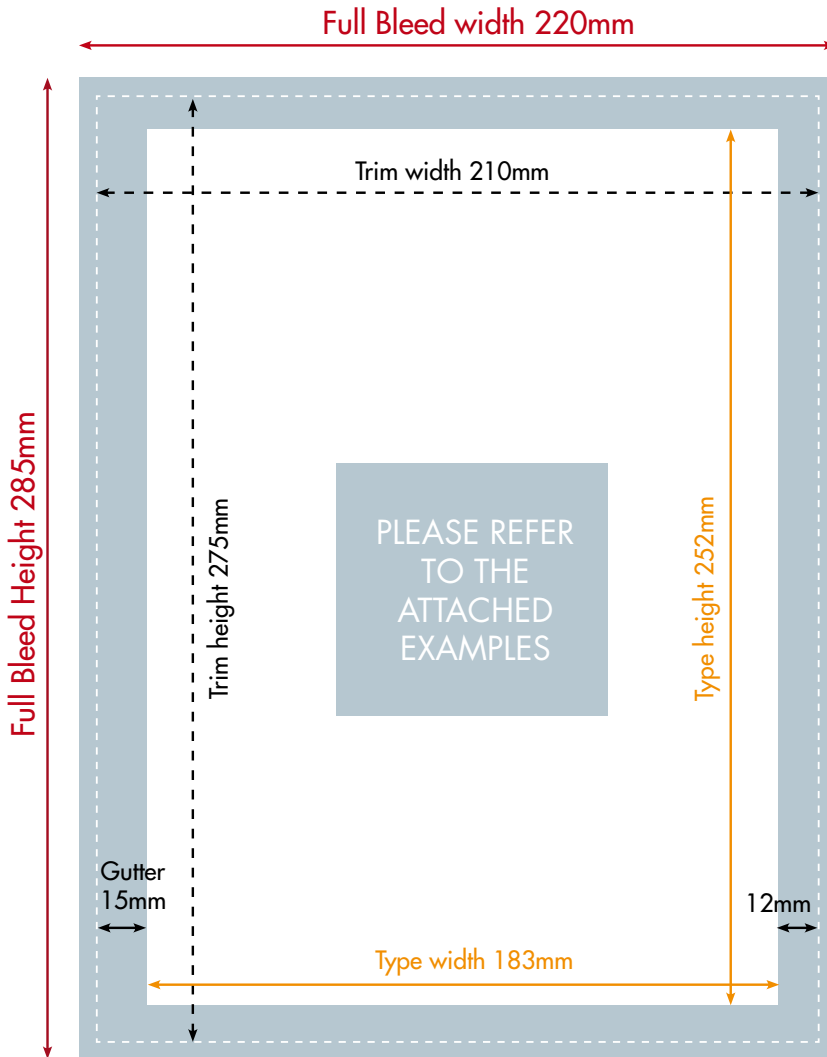 Full Bleed width 220mm
Trim width 210mm
Full Bleed Height 285mm
Trim height 275mm
PLEASE REFER
TO THE
ATTACHED
EXAMPLES
Type height 252mm
Gutter
15mm
12mm
Type width 183mm